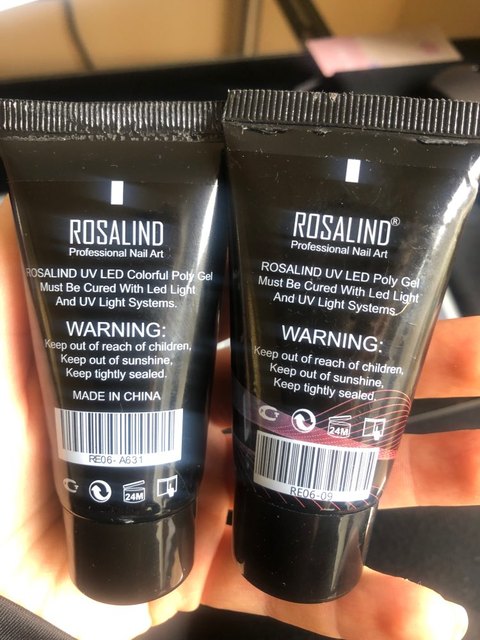 ROSALIND
Professional Nail Art
ROSALIND UV LED Colorful Poly Gel
Must Be Cured With Led Light
And UV Light Systems.
WARNING:
Keep out of reach of children,
Keep out of sunshine,
Keep tightly sealed.
MADE IN CHINA
RE06- A631
24M
ROSALIND®
Professional Nail Art
ROSALIND UV LED Poly Gel
Must Be Cured With Led Light
And UV Light Systems
WARNING:
Keep out of reach of children,
Keep out of sunshine,
Keep tightly sealed.
24M
RE06-09